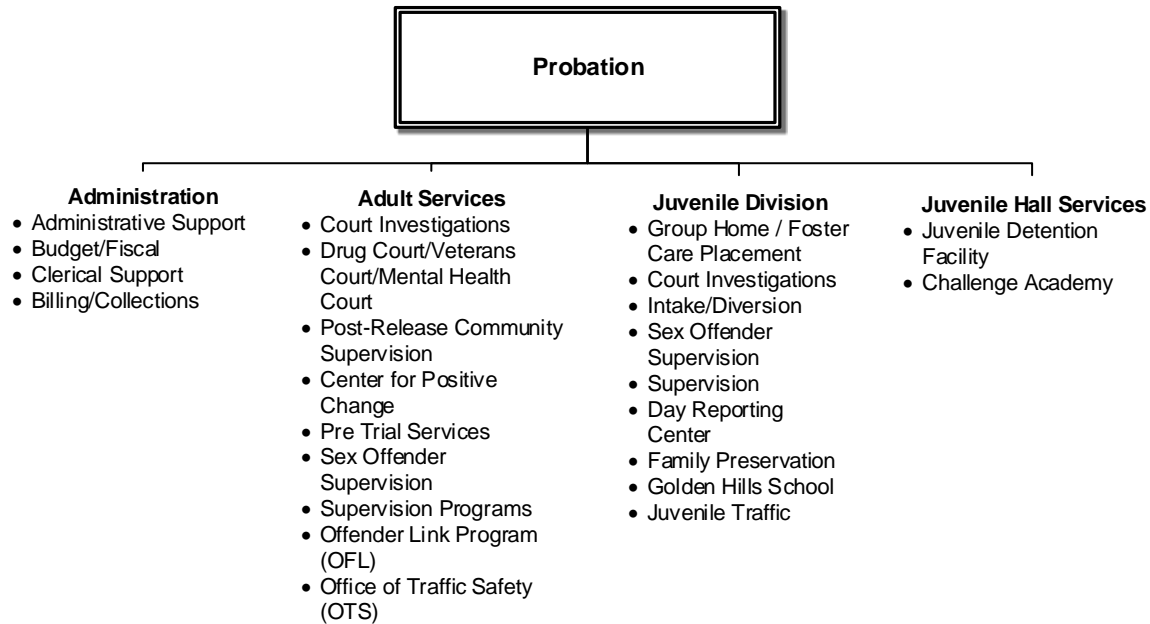 Probation
Administration
• Administrative Support
• Budget/Fiscal
• Clerical Support
• Billing/Collections
Adult Services
• Court Investigations
• Drug Court/Veterans
Court/Mental Health
Court
• Post-Release Community
Supervision
• Center for Positive
Change
• Pre Trial Services
• Sex Offender
Supervision
• Supervision Programs
• Offender Link Program
(OFL)
• Office of Traffic Safety
(OTS)
Juvenile Division
• Group Home / Foster
Care Placement
• Court Investigations
• Intake/Diversion
• Sex Offender
Supervision
• Supervision
• Day Reporting
Center
• Family Preservation
• Golden Hills School
• Juvenile Traffic
Juvenile Hall Services
• Juvenile Detention
Facility
• Challenge Academy